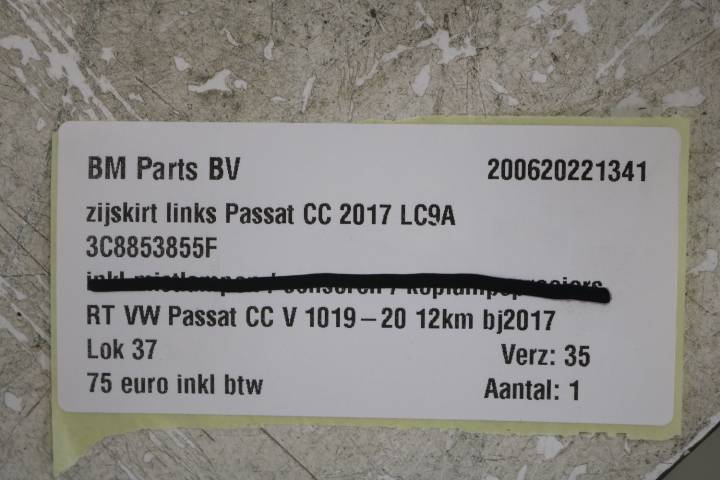 BM Parts BV 200620221341
zijskirt links Passat CC 2017 LC9A
3C8853855F
RT VW Passat CC V 1019-20 12km bj2017
Lok 37 Verz: 35
75 euro inkl btw Aantal: 1